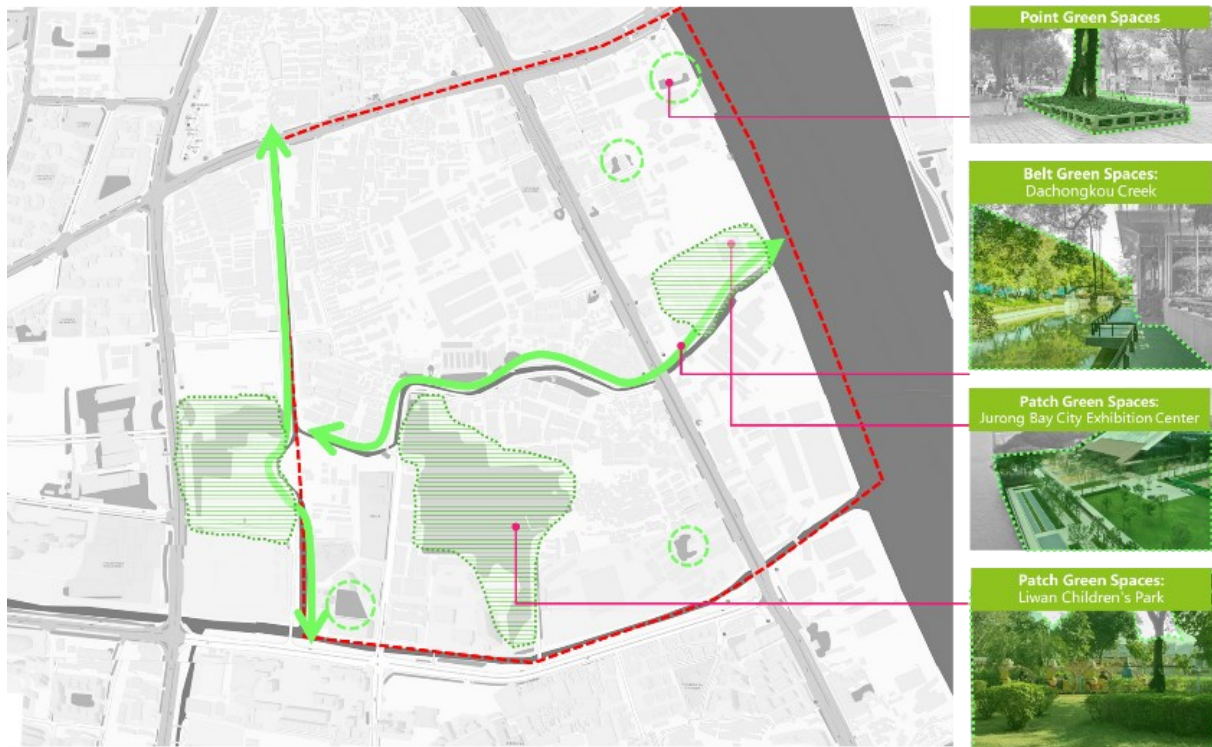 Point Green Spaces
Belt Green Spaces:
Dachongkou Creek
Patch Green Spaces:
Jurong Bay City Exhibition Center
Patch Green Spaces:
Liwan Children's Park